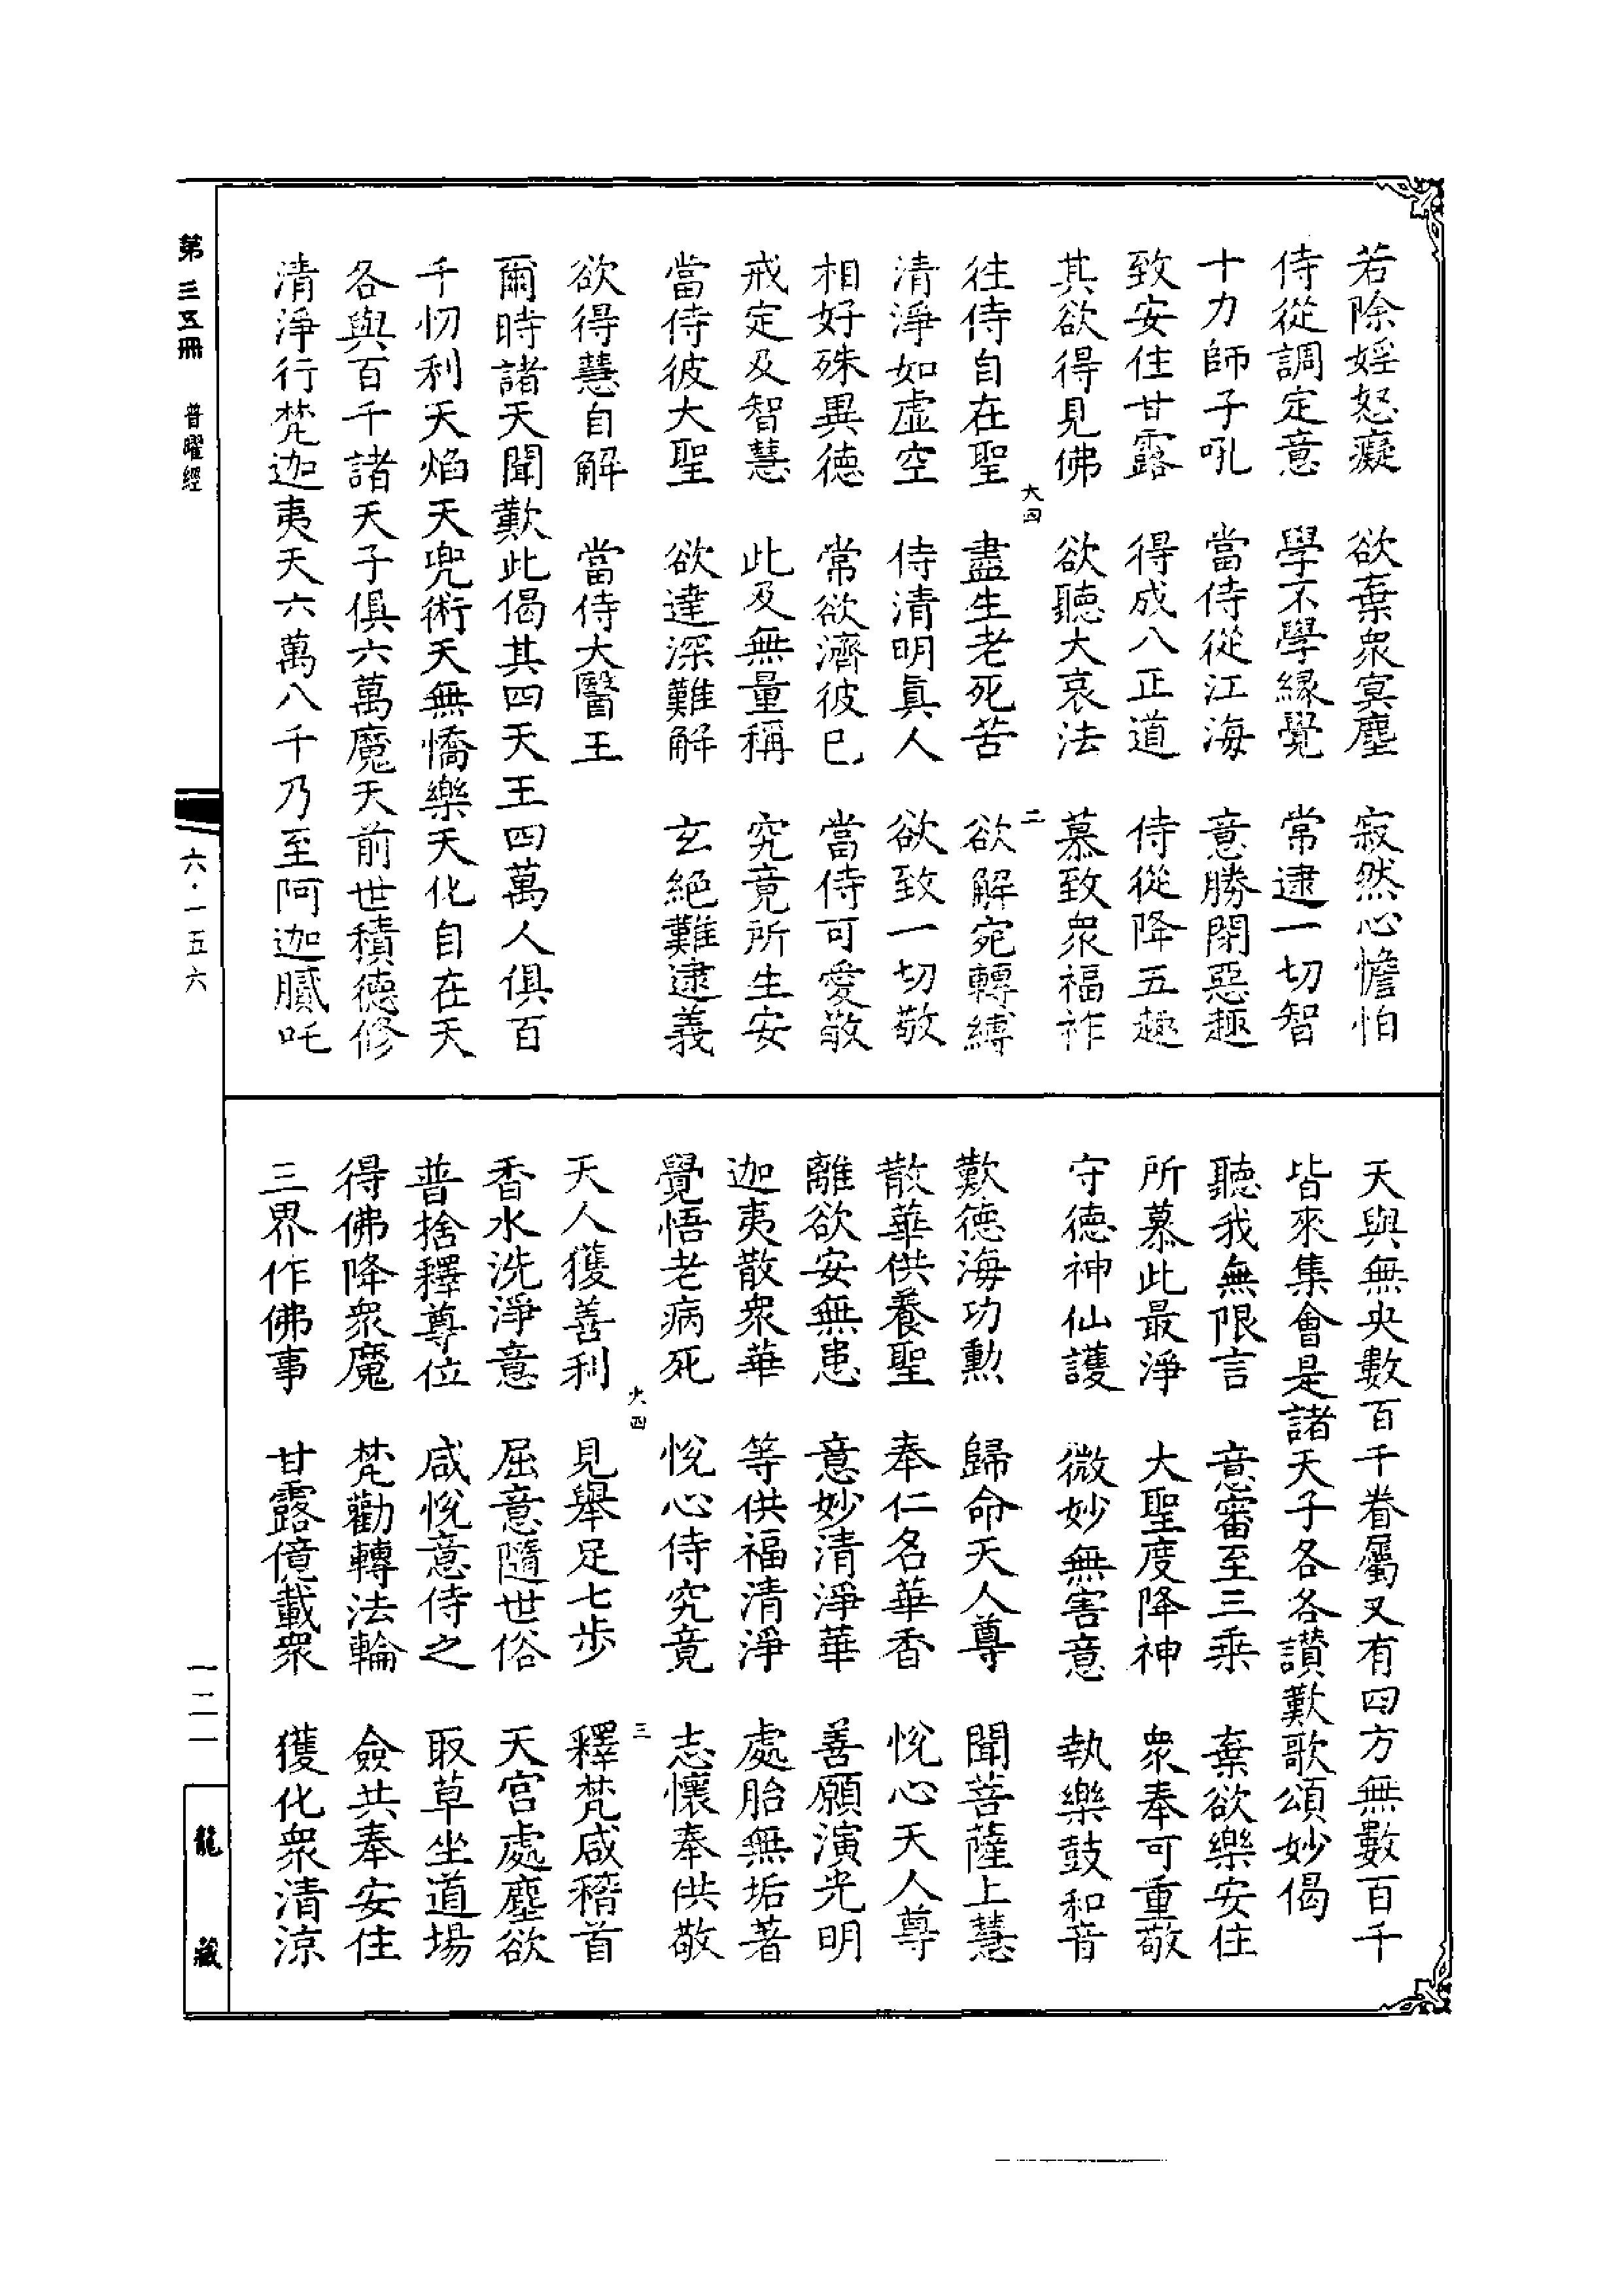 若除婬怒癡　欲棄衆㝠塵　寂然心憺怕
侍從調定意　學不學緣覺　常逮一切智
十力師子吼　當侍從江海　意勝閉惡趣
致安住甘露　得成八正道　侍從降五趣
其欲得見佛　欲聽大哀法　慕致衆福祚
大四　二
往侍自在聖　盡生老死苦　欲解宛轉縛
清淨如虛空　侍清明眞人　欲致一切敬
相好殊異德　常欲濟彼已　當侍可愛敬
戒定及智慧　此及無量稱　究竟所生安
當侍彼大聖　欲達深難解　玄絕難逮義
欲得慧自解　當侍大醫王
爾時諸天聞歎此偈其四天王四萬人俱百
千忉利天焰天兜術天無憍樂天化自在天
各與百千諸天子俱六萬魔天前世積德修
清淨行梵迦夷天六萬八千乃至阿迦膩吒
天與無央數百千眷屬又有四方無數百千
皆來集會是諸天子各各讃歎歌頌妙偈
聽我無限言　意審至三乘　棄欲樂安住
所慕此最淨　大聖度降神　衆奉可重敬
守德神仙護　微妙無害意　執樂鼓和音
歎德海功勲　歸命天人尊　聞菩薩上慧
散華供養聖　奉仁名華香　悅心天人尊
離欲安無患　意妙清淨華　善願演光明
迦夷散衆華　等供福清淨　處胎無垢著
覺悟老病死　悅心侍究竟　志懷奉供敬
大四　三
天人獲善利　見舉足七步　釋梵咸稽首
香水洗淨意　屈意隨世俗　天宮處塵欲
普捨釋尊位　咸悅意侍之　取草坐道場
得佛降衆魔　梵勸轉法輪　僉共奉安住
三界作佛事　甘露億載衆　獲化衆清涼
第三五冊　普曜經
六·一五六
一二一
龍藏